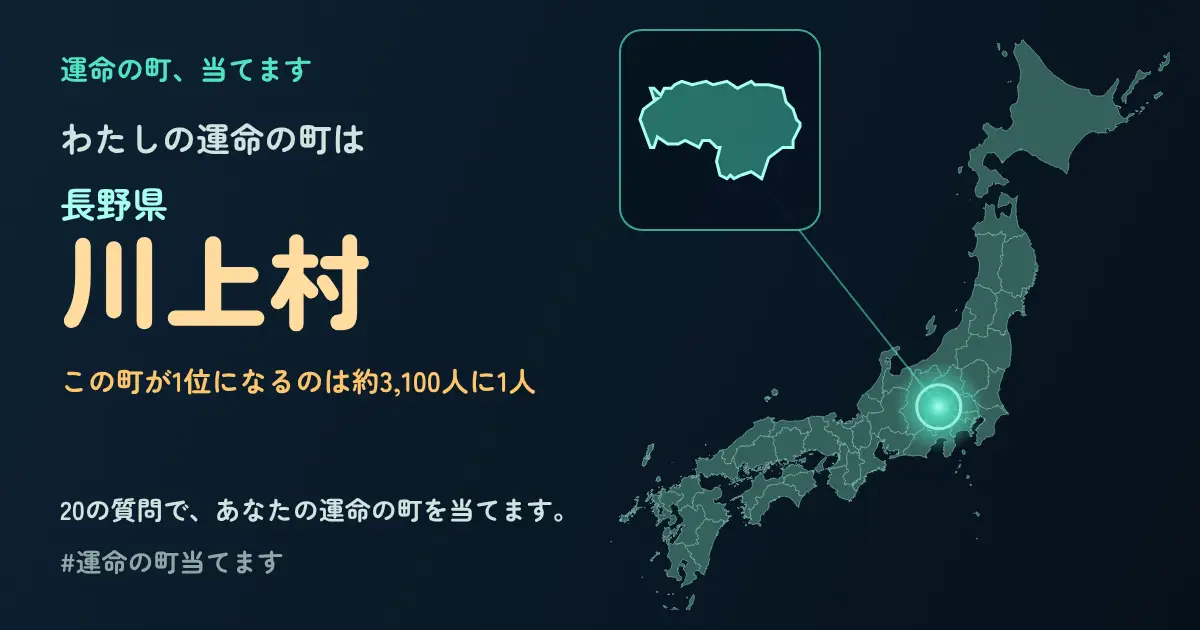 運命の町、当てます
わたしの運命の町は
長野県
川上村
この町が1位になるのは約3,100人に1人
20の質問で、あなたの運命の町を当てます。
#運命の町当てます